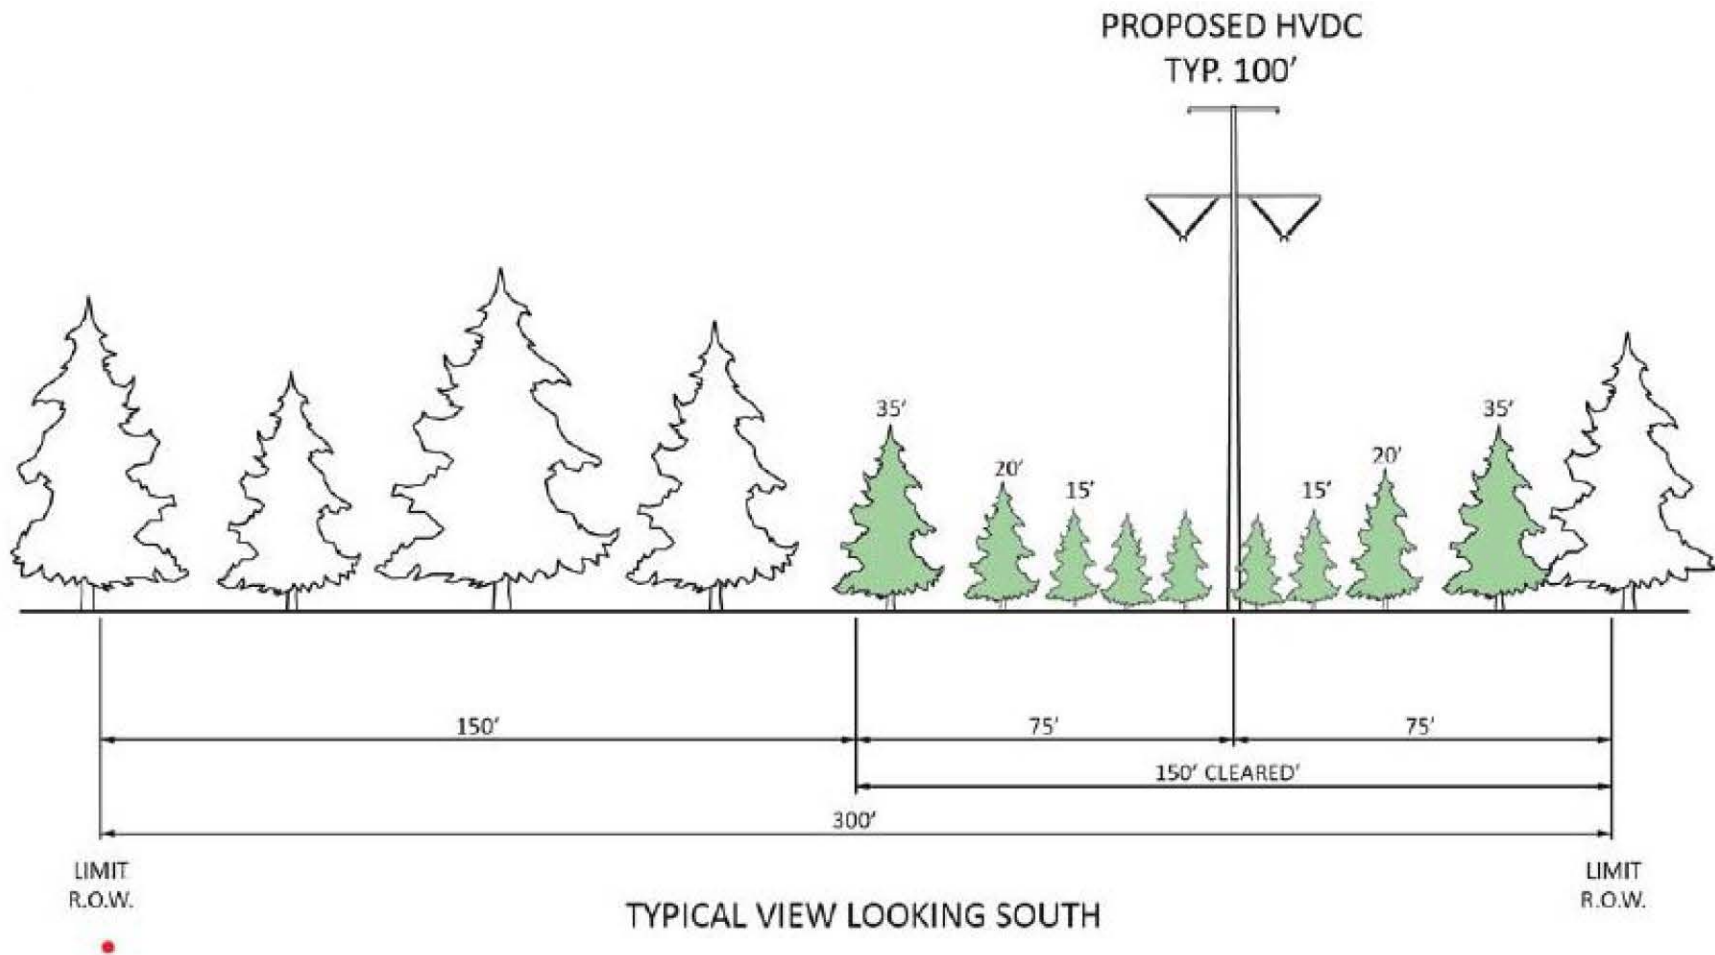 PROPOSED HVDC
TYP. 100'
35'
20'
15'
15'
20'
35'
150'
75'
75'
150' CLEARED'
300'
LIMIT
R.O.W.
LIMIT
R.O.W.
TYPICAL VIEW LOOKING SOUTH